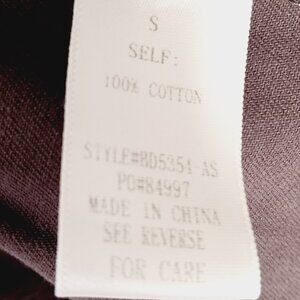 S
SELF:
100% COTTON
STYLE#BD5354-AS
PO#84997
MADE IN CHINA
SEE REVERSE
FOR CARE